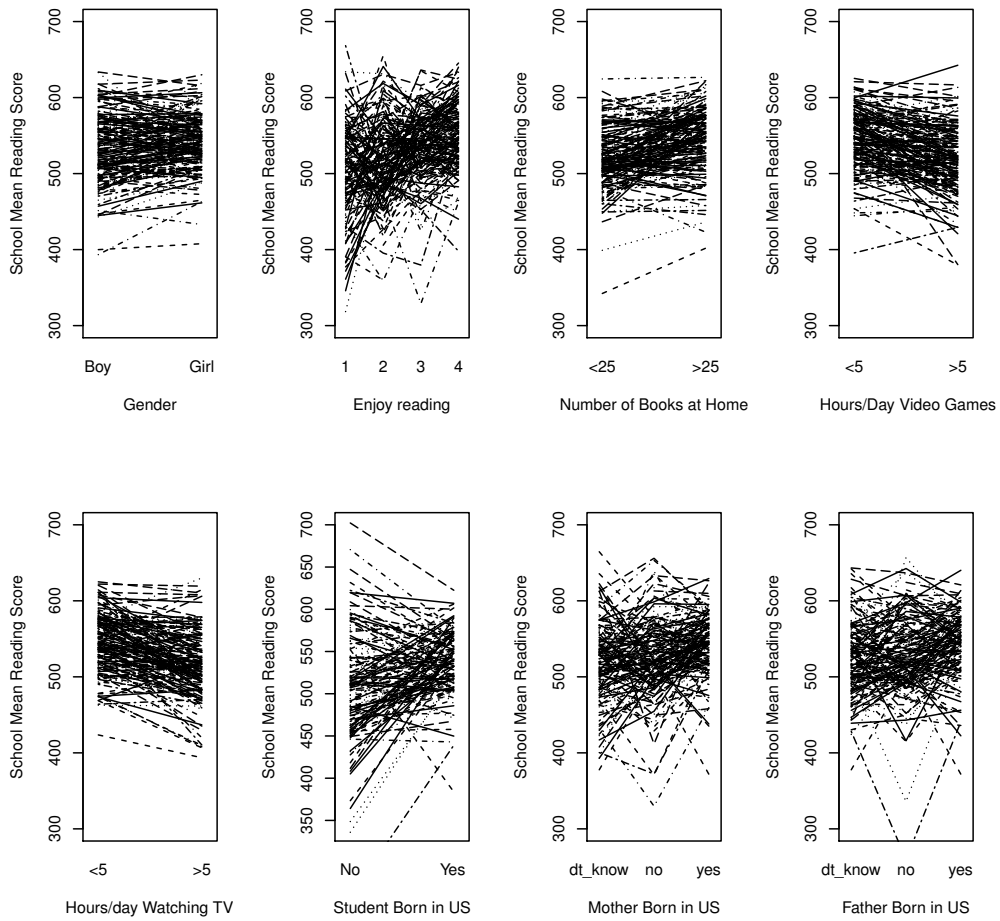 School Mean Reading Score
300 400 500 600 700
Boy Girl
Gender
School Mean Reading Score
300 400 500 600 700
1 2 3 4
Enjoy reading
School Mean Reading Score
300 400 500 600 700
<25 >25
Number of Books at Home
School Mean Reading Score
300 400 500 600 700
<5 >5
Hours/Day Video Games
School Mean Reading Score
300 400 500 600 700
<5 >5
Hours/day Watching TV
School Mean Reading Score
350 400 450 500 550 600 650 700
No Yes
Student Born in US
School Mean Reading Score
300 400 500 600 700
dt_know no yes
Mother Born in US
School Mean Reading Score
300 400 500 600 700
dt_know no yes
Father Born in US